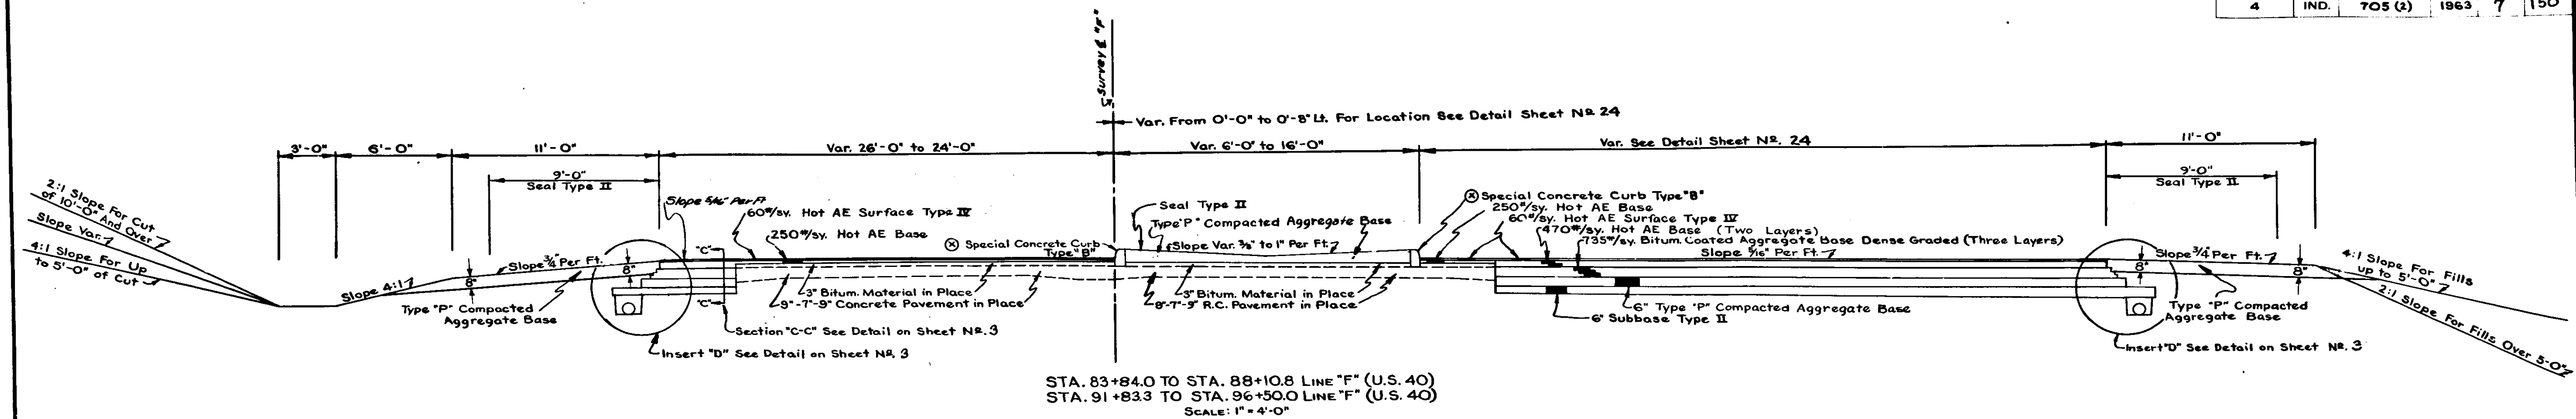 4 IND. 705 (2) 1963 7 150
Survey ℄ "F"
Var. From 0'-0" to 0'-8" Lt. For Location See Detail Sheet Nº 24
3'-0" 6'-0" 11'-0" Var. 26'-0" to 24'-0" Var. 6'-0" to 16'-0" Var. See Detail Sheet Nº. 24 11'-0"
9'-0"
Seal Type II
9'-0"
Seal Type II
2:1 Slope For Cut
of 10'-0" And Over
Slope Var.
4:1 Slope For Up
to 5'-0" of Cut
Slope 4:1
8"
Slope 3/4" Per Ft.
8"
Type "P" Compacted
Aggregate Base
Slope 5/16" Per Ft
60#/sy. Hot AE Surface Type IV
250#/sy. Hot AE Base
"C"
"C"
Ⓧ Special Concrete Curb
Type "B"
3" Bitum. Material in Place
9"-7"-9" Concrete Pavement in Place
Section "C-C" See Detail on Sheet Nº. 3
Insert "D" See Detail on Sheet Nº. 3
Seal Type II
Type "P" Compacted Aggregate Base
Slope Var. 3/8" to 1" Per Ft.
3" Bitum. Material in Place
8"-7"-9" R.C. Pavement in Place
Ⓧ Special Concrete Curb Type "B"
250#/sy. Hot AE Base
60#/sy. Hot AE Surface Type IV
470#/sy. Hot AE Base (Two Layers)
735#/sy. Bitum. Coated Aggregate Base Dense Graded (Three Layers)
Slope 5/16" Per Ft.
6" Type "P" Compacted Aggregate Base
6" Subbase Type II
Slope 3/4" Per Ft.
8"
8"
Type "P" Compacted
Aggregate Base
Insert "D" See Detail on Sheet Nº. 3
4:1 Slope For Fills
up to 5'-0"
2:1 Slope For Fills Over 5'-0"
STA. 83+84.0 TO STA. 88+10.8 LINE "F" (U.S. 40)
STA. 91+83.3 TO STA. 96+50.0 LINE "F" (U.S. 40)
SCALE: 1" = 4'-0"